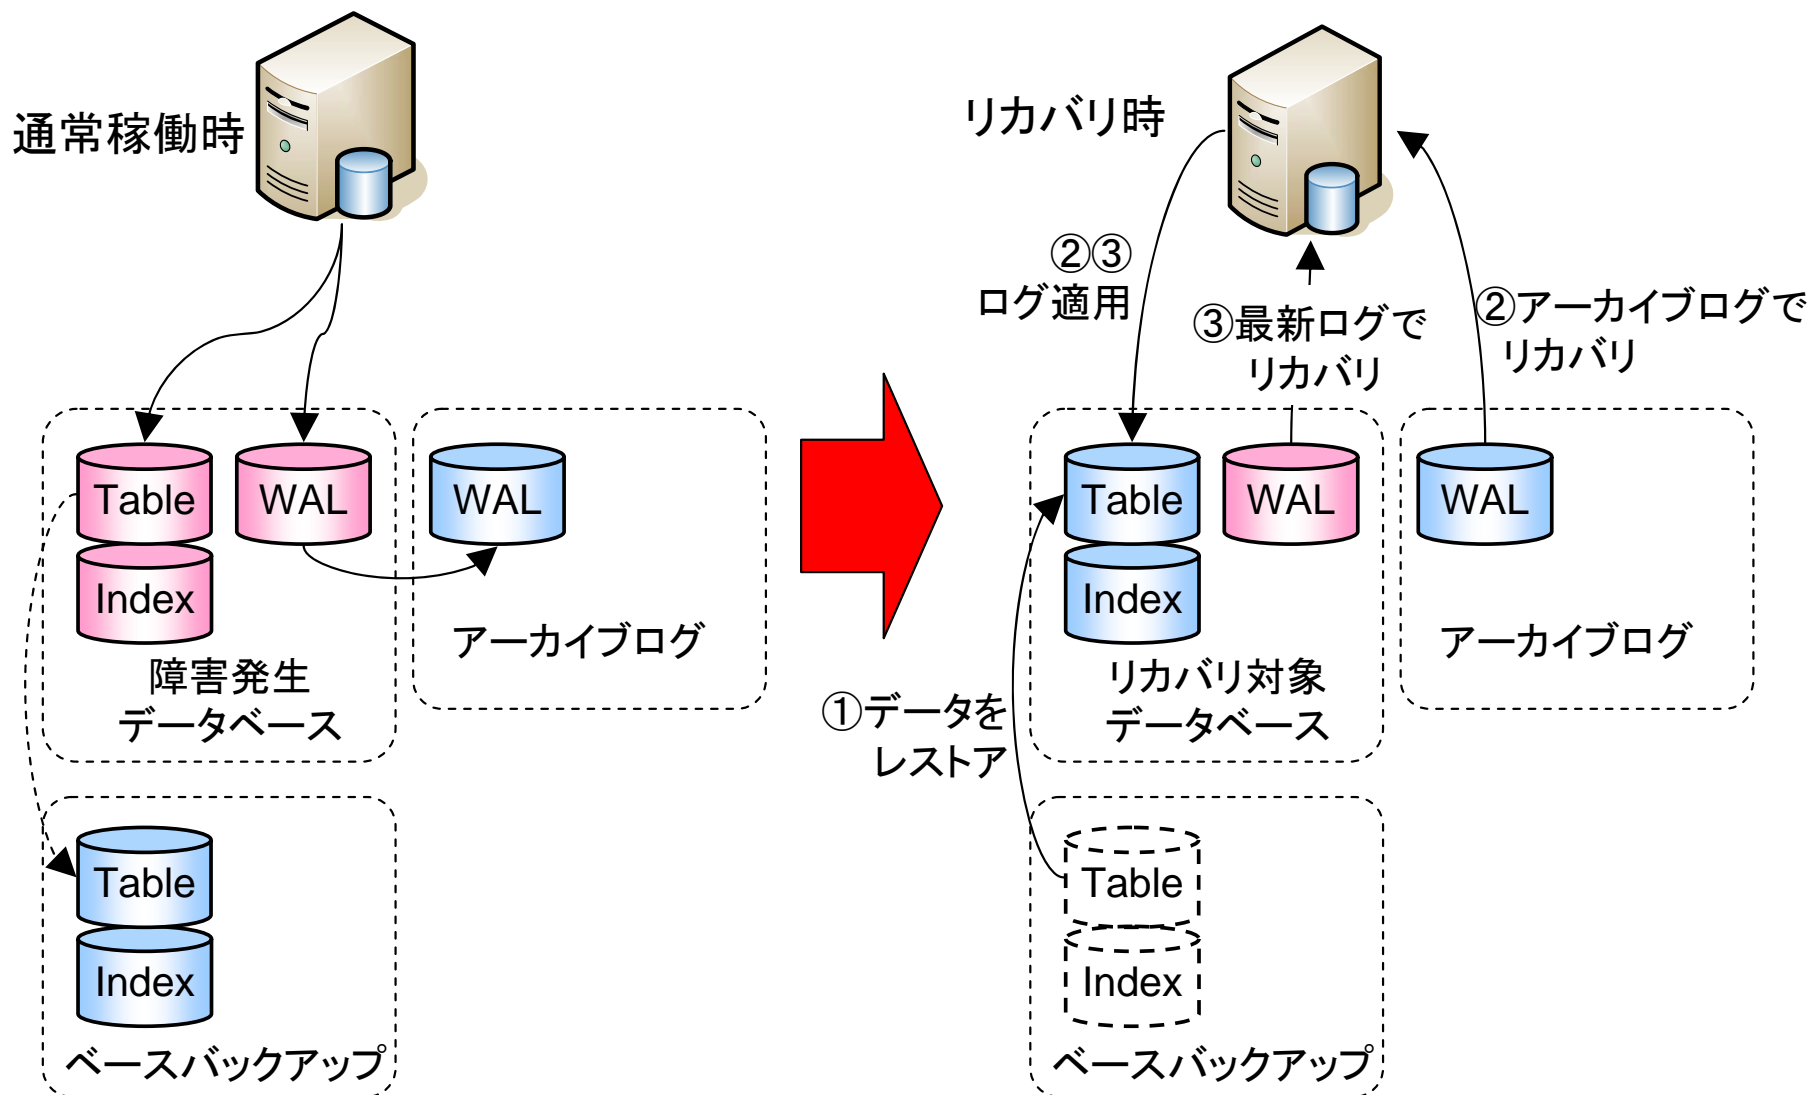 通常稼働時
Table
WAL
WAL
Index
アーカイブログ
障害発生
データベース
Table
Index
ベースバックアップ
リカバリ時
②③
ログ適用
③最新ログで
リカバリ
②アーカイブログで
リカバリ
Table
WAL
WAL
Index
アーカイブログ
リカバリ対象
データベース
①データを
レストア
Table
Index
ベースバックアップ